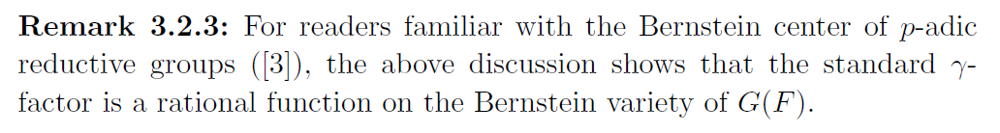 Remark 3.2.3: For readers familiar with the Bernstein center of p-adic
reductive groups ([3]), the above discussion shows that the standard γ-
factor is a rational function on the Bernstein variety of G(F).